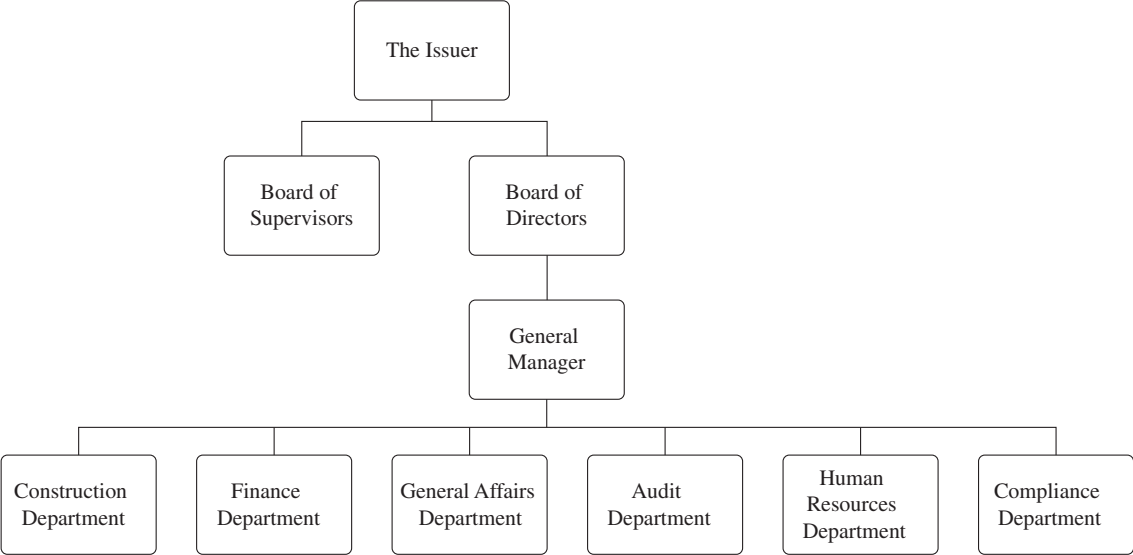 The Issuer
Board of
Supervisors
Board of
Directors
General
Manager
Construction
Department
Finance
Department
General Affairs
Department
Audit
Department
Human
Resources
Department
Compliance
Department